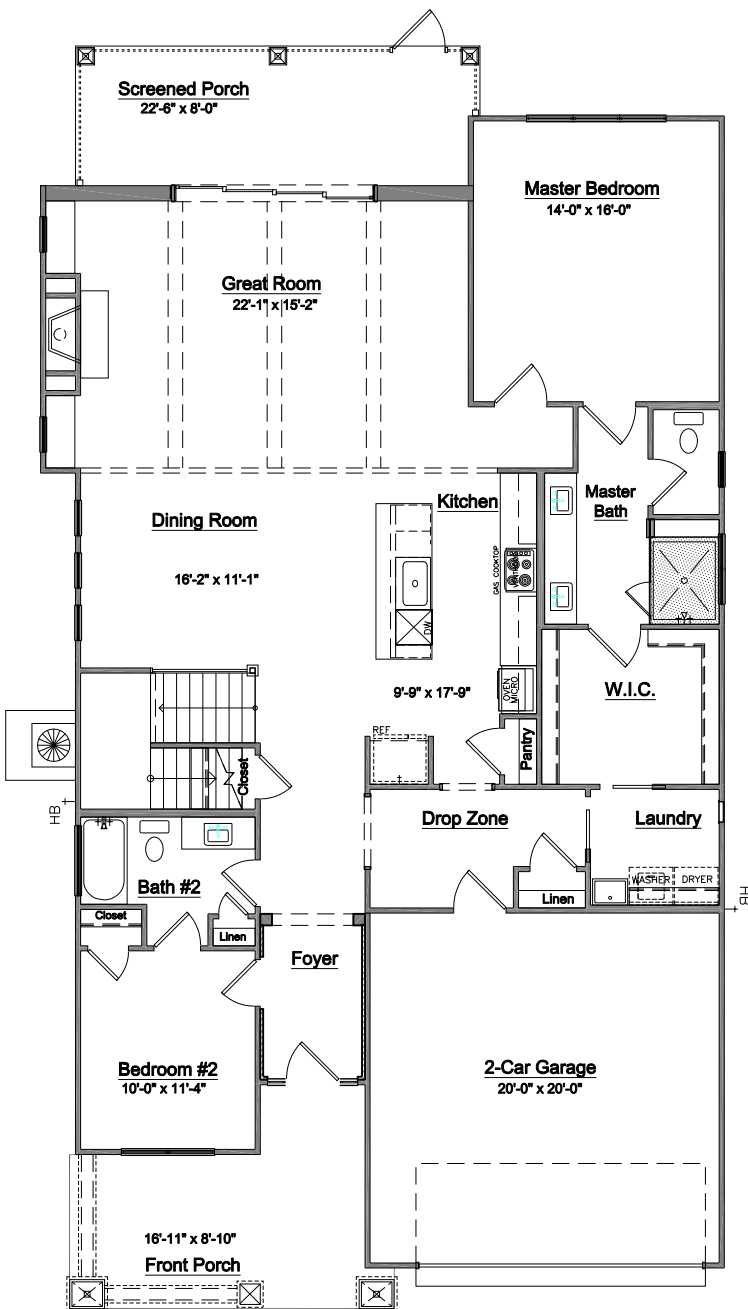 Screened Porch
22'-6" x 8'-0"
Master Bedroom
14'-0" x 16'-0"
Great Room
22'-1" x 15'-2"
Kitchen
Master
Bath
Dining Room
16'-2" x 11'-1"
GAS COOKTOP
DW
9'-9" x 17'-9"
OVEN
MICRO.
W.I.C.
REF
Pantry
Closet
HB
Drop Zone
Laundry
Bath #2
WASHER
DRYER
Linen
HB
Closet
Linen
Foyer
Bedroom #2
10'-0" x 11'-4"
2-Car Garage
20'-0" x 20'-0"
16'-11" x 8'-10"
Front Porch